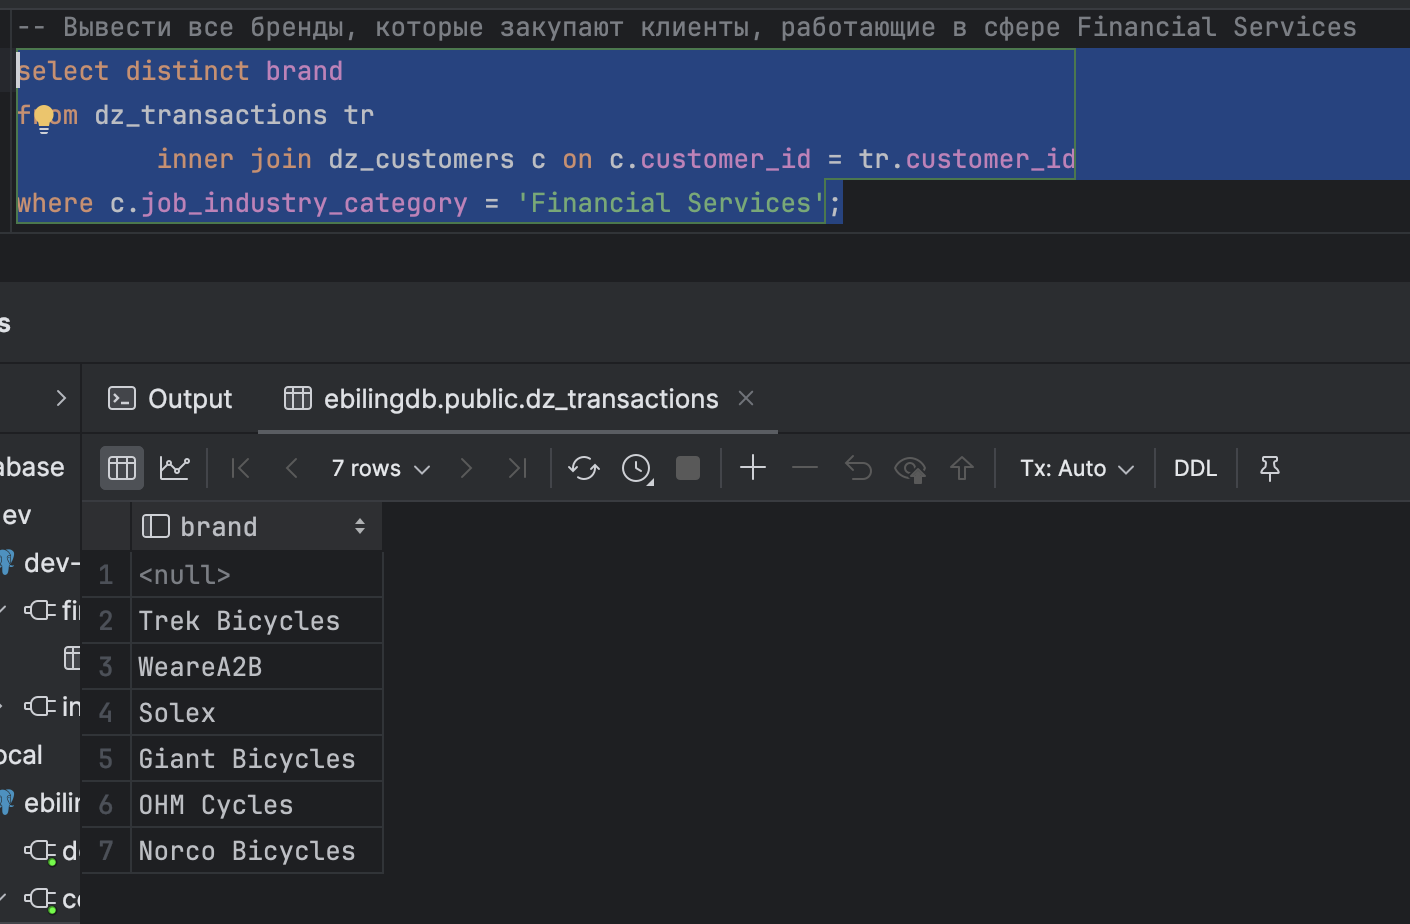 -- Вывести все бренды, которые закупают клиенты, работающие в сфере Financial Services
select distinct brand
from dz_transactions tr
inner join dz_customers c on c.customer_id = tr.customer_id
where c.job_industry_category = 'Financial Services';
s
Output
ebilingdb.public.dz_transactions
abase
7 rows
Tx: Auto
DDL
ev
brand
dev-
1 <null>
fi
2 Trek Bicycles
3 WeareA2B
in
4 Solex
ocal
5 Giant Bicycles
ebilin
6 OHM Cycles
7 Norco Bicycles